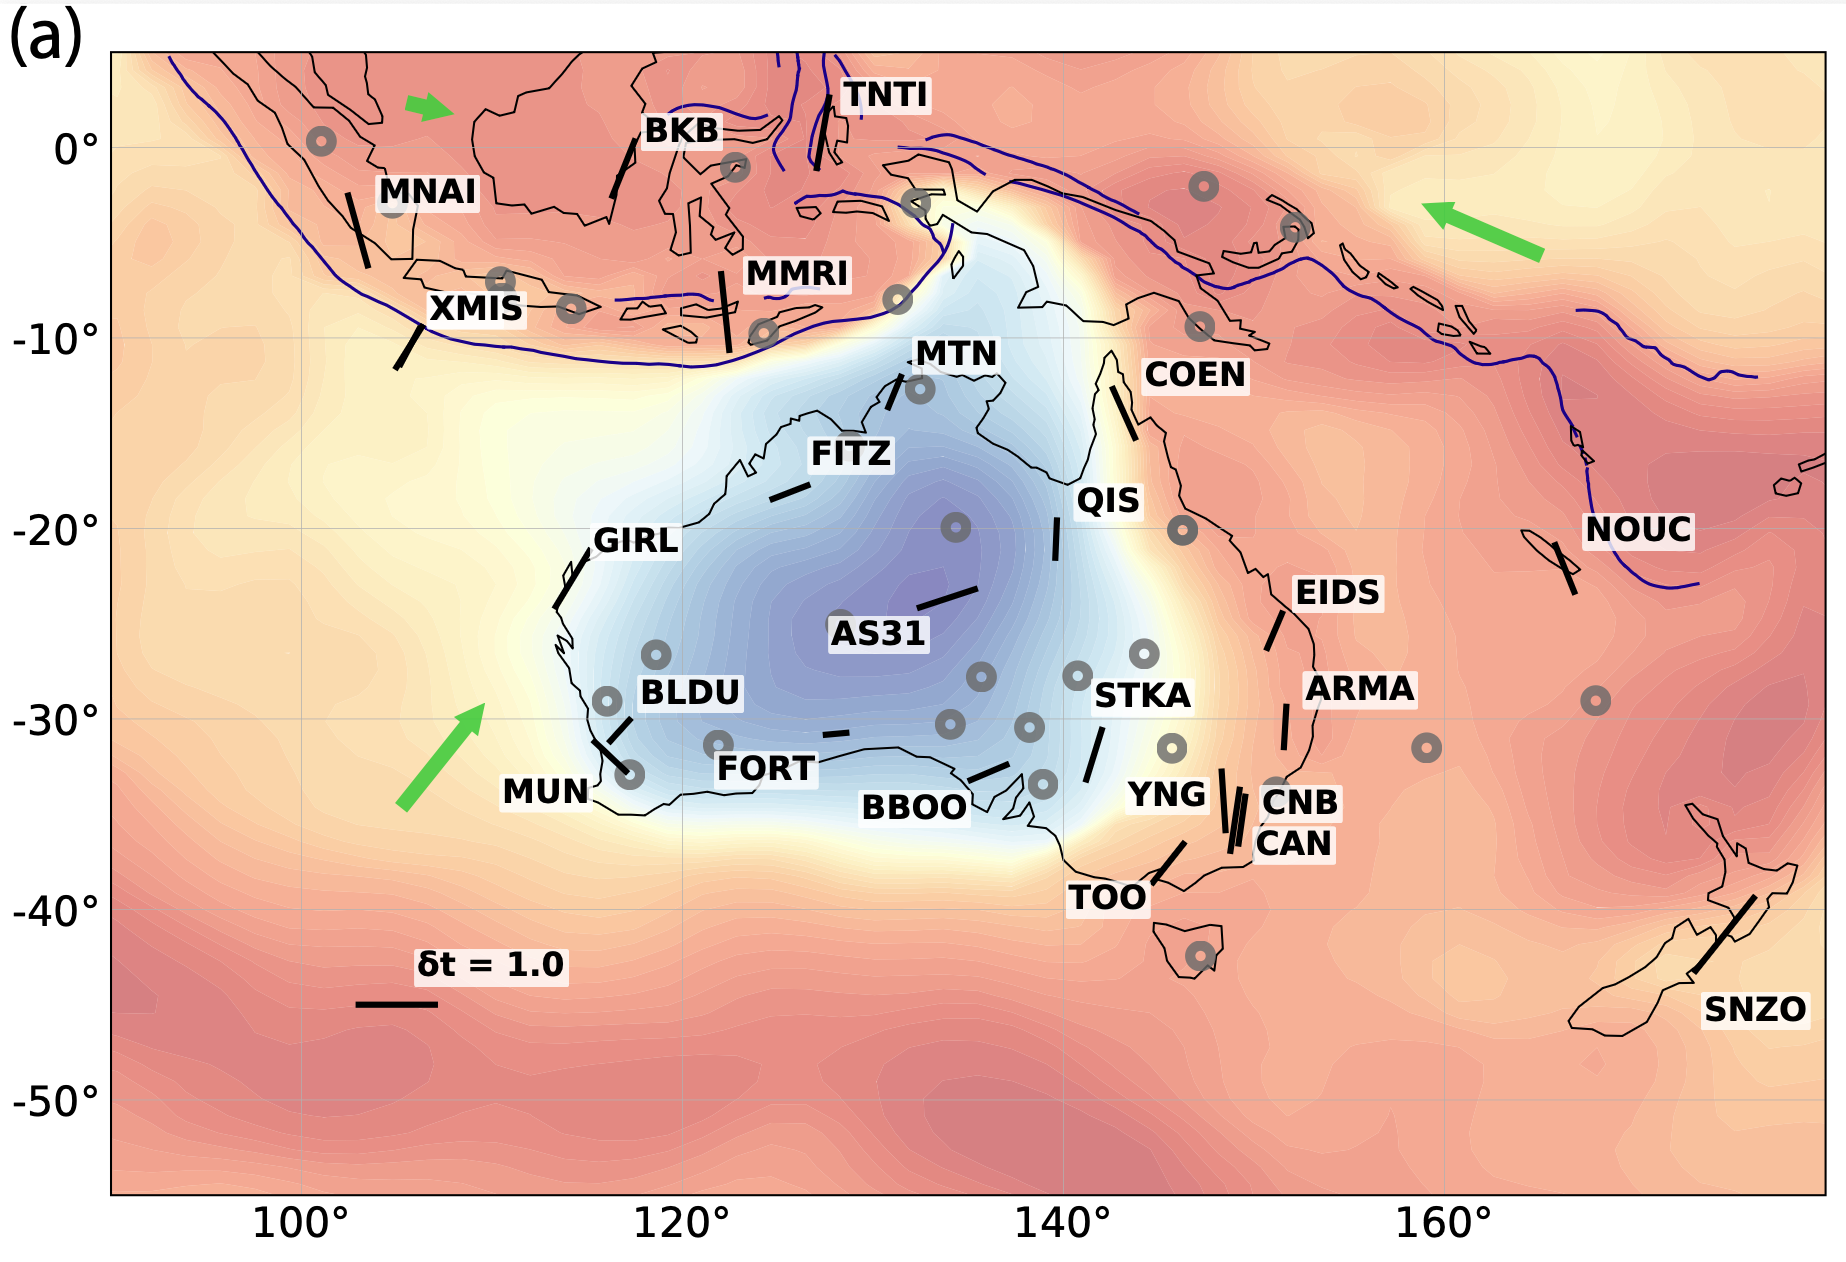 (a)
TNTI
BKB
0°
MNAI
MMRI
XMIS
-10°
MTN
COEN
FITZ
QIS
-20°
GIRL
NOUC
EIDS
AS31
BLDU
STKA
ARMA
-30°
FORT
MUN
BBOO
YNG
CNB
CAN
TOO
-40°
δt = 1.0
SNZO
-50°
100°
120°
140°
160°